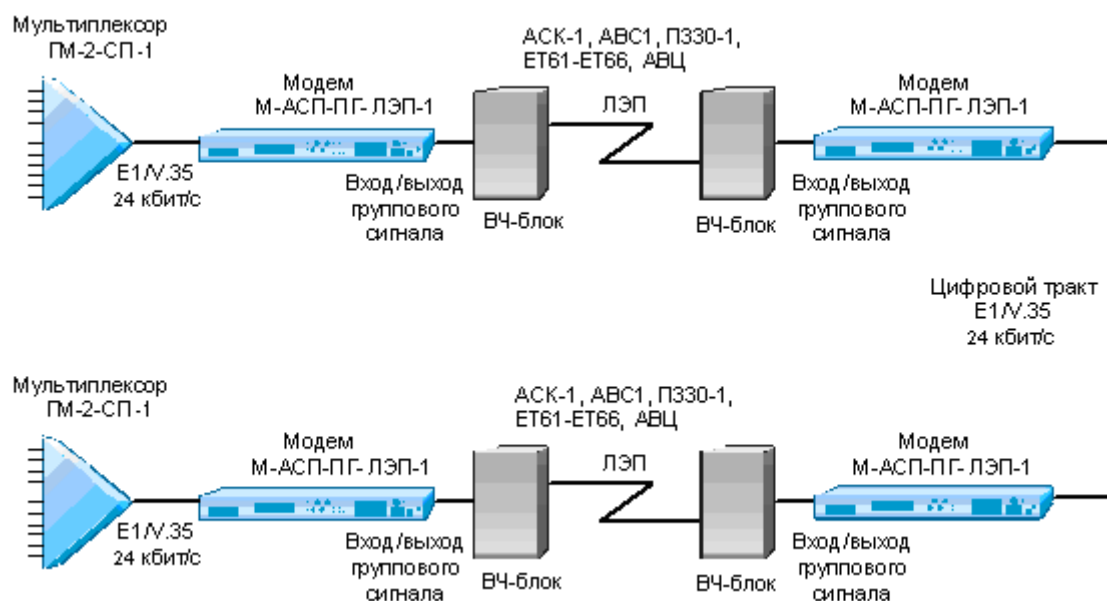 Мультиплексор
ГМ-2-СП-1
АСК-1, АВС1, П330-1,
ЕТ61-ЕТ66, АВЦ
Модем
М-АСП-ПГ-ЛЭП-1
ЛЭП
Модем
М-АСП-ПГ-ЛЭП-1
Е1/V.35
24 кбит/с
Вход/выход
группового
сигнала
ВЧ-блок
ВЧ-блок
Вход/выход
группового
сигнала
Цифровой тракт
Е1/V.35
24 кбит/с
Мультиплексор
ГМ-2-СП-1
АСК-1, АВС1, П330-1,
ЕТ61-ЕТ66, АВЦ
Модем
М-АСП-ПГ-ЛЭП-1
ЛЭП
Модем
М-АСП-ПГ-ЛЭП-1
Е1/V.35
24 кбит/с
Вход/выход
группового
сигнала
ВЧ-блок
ВЧ-блок
Вход/выход
группового
сигнала